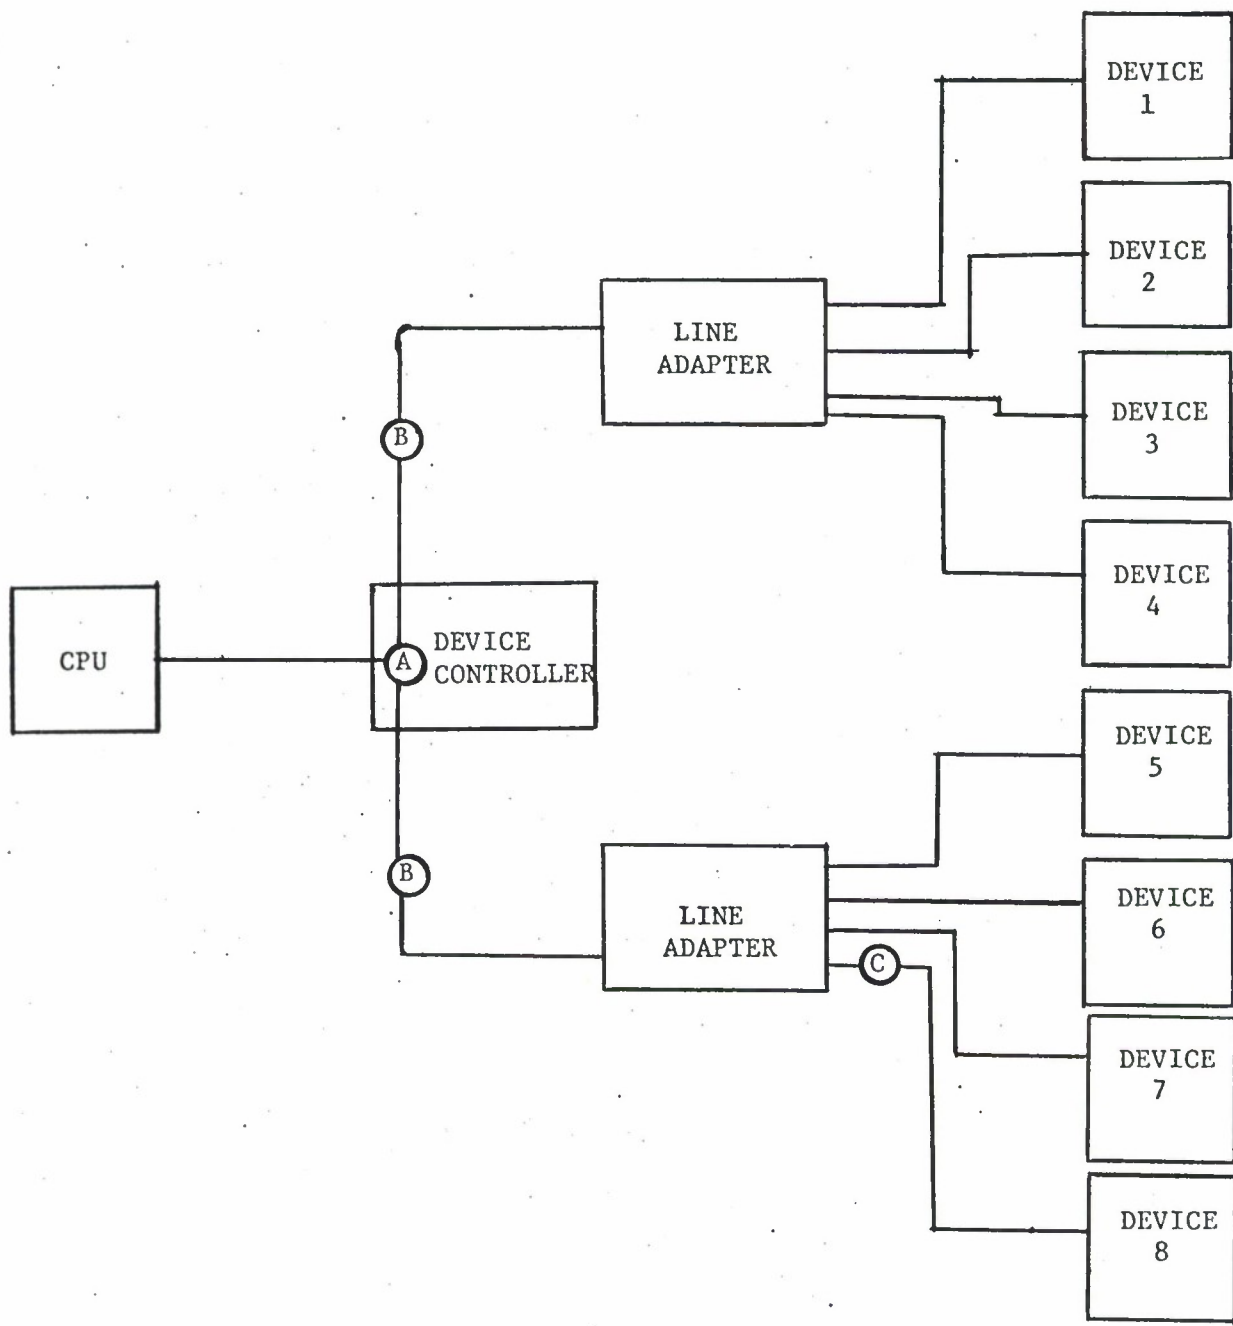 DEVICE
1
DEVICE
2
LINE
ADAPTER
DEVICE
3
B
DEVICE
4
CPU
A
DEVICE
CONTROLLER
DEVICE
5
B
LINE
ADAPTER
DEVICE
6
C
DEVICE
7
DEVICE
8